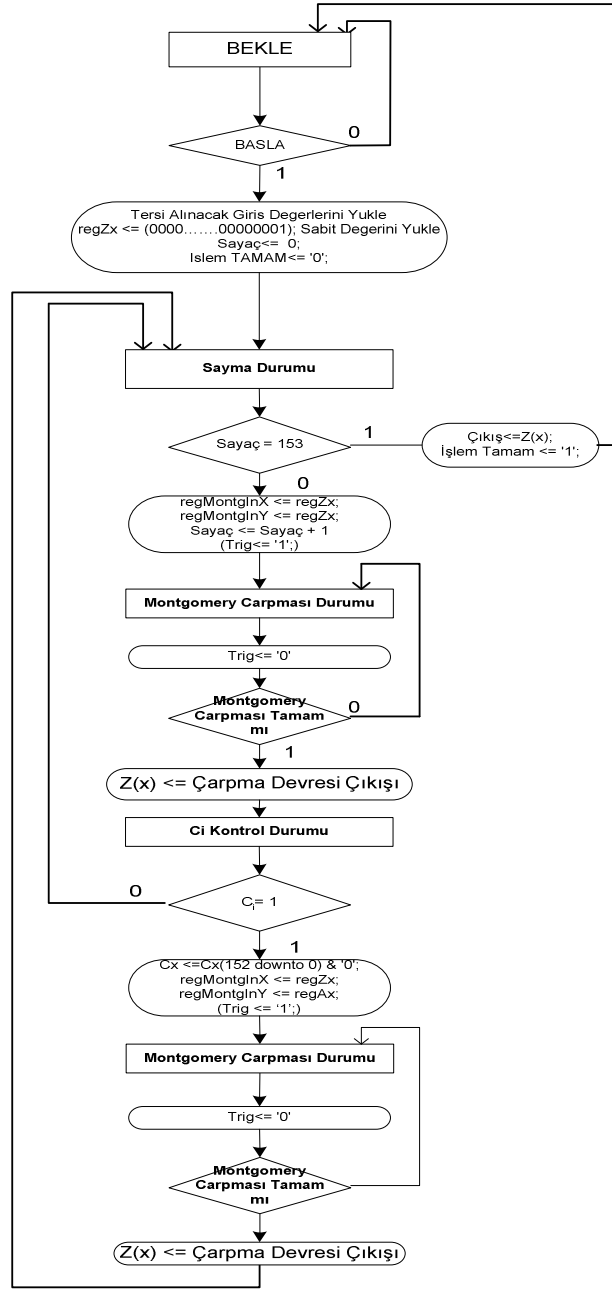 BEKLE
BASLA
0
1
Tersi Alınacak Giris Degerlerini Yukle
regZx <= (0000.......00000001); Sabit Degerini Yukle
Sayaç<= 0;
Islem TAMAM<= '0';
Sayma Durumu
Sayaç = 153
1
Çıkış<=Z(x);
İşlem Tamam <= '1';
0
regMontgInX <= regZx;
regMontgInY <= regZx;
Sayaç <= Sayaç + 1
(Trig<= '1';)
Montgomery Carpması Durumu
Trig<= '0'
Montgomery
Carpması Tamam
mı
0
1
Z(x) <= Çarpma Devresi Çıkışı
Ci Kontrol Durumu
0
Ci= 1
1
Cx <=Cx(152 downto 0) & '0';
regMontgInX <= regZx;
regMontgInY <= regAx;
(Trig <= ‘1’;)
Montgomery Carpması Durumu
Trig<= '0'
Montgomery
Carpması Tamam
mı
Z(x) <= Çarpma Devresi Çıkışı